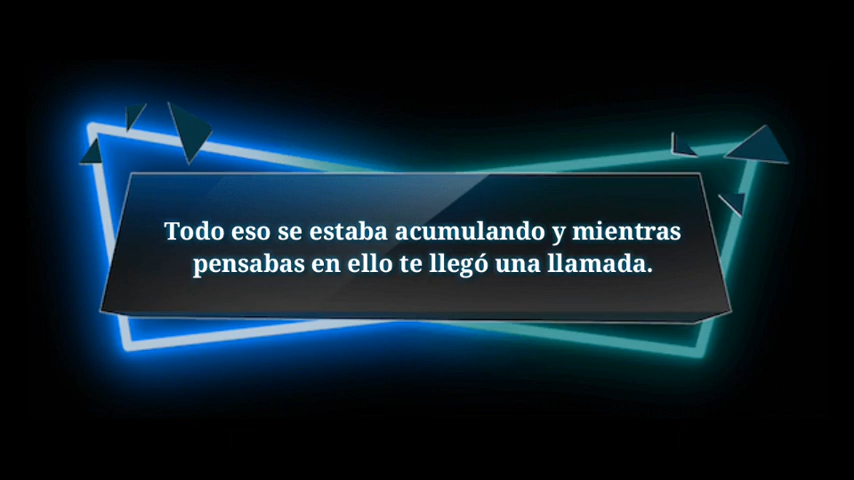 Todo eso se estaba acumulando y mientras
pensabas en ello te llegó una llamada.